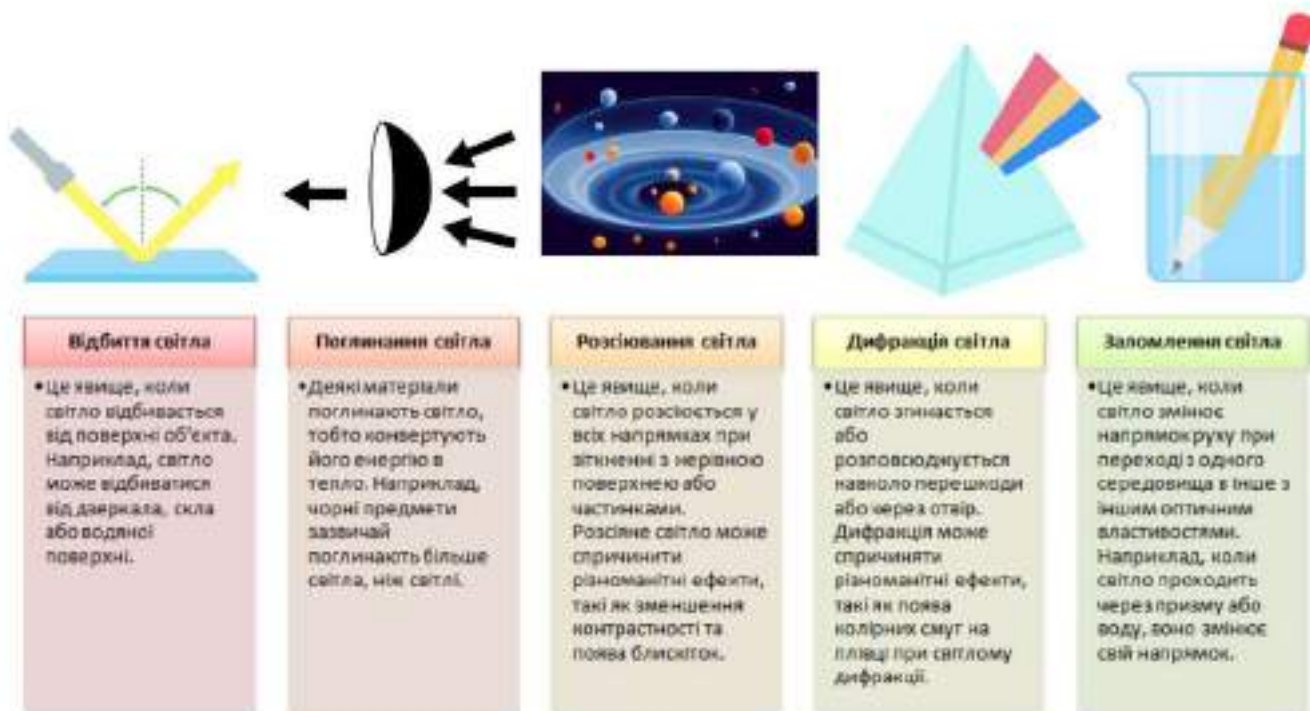 Відбиття світла
•Це явище, коли
світло відбивається
від поверхні об'єкта.
Наприклад, світло
може відбиватися
від дзеркала, скла
або водяної
поверхні.
Поглинання світла
•Деякі матеріали
поглинають світло,
тобто конвертують
його енергію в
тепло. Наприклад,
чорні предмети
зазвичай
поглинають більше
світла, ніж світлі.
Розсіювання світла
•Це явище, коли
світло розсіюється у
всіх напрямках при
зіткненні з нерівною
поверхнею або
частинками.
Розсіяне світло може
спричинити
різноманітні ефекти,
такі як зменшення
контрастності та
поява блискіток.
Дифракція світла
•Це явище, коли
світло згинається
або
розповсюджується
навколо перешкоди
або через отвір.
Дифракція може
спричиняти
різноманітні ефекти,
такі як поява
колірних смуг на
плівці при світлому
дифракції.
Заломлення світла
•Це явище, коли
світло змінює
напрямок руху при
переході з одного
середовища в інше з
іншим оптичним
властивостями.
Наприклад, коли
світло проходить
через призму або
воду, воно змінює
свій напрямок.